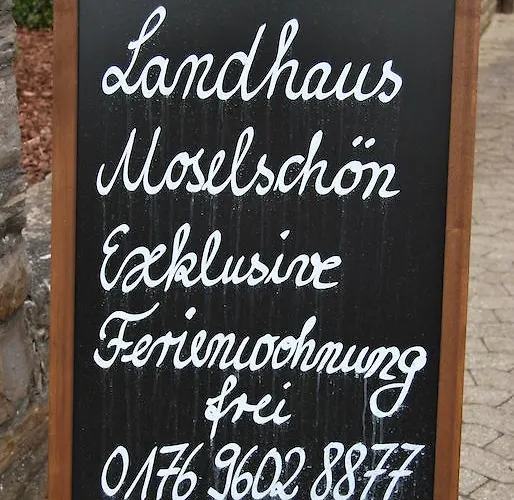 Landhaus
Moselschön
Exklusive
Ferienwohnung
frei
0176 9602 8877